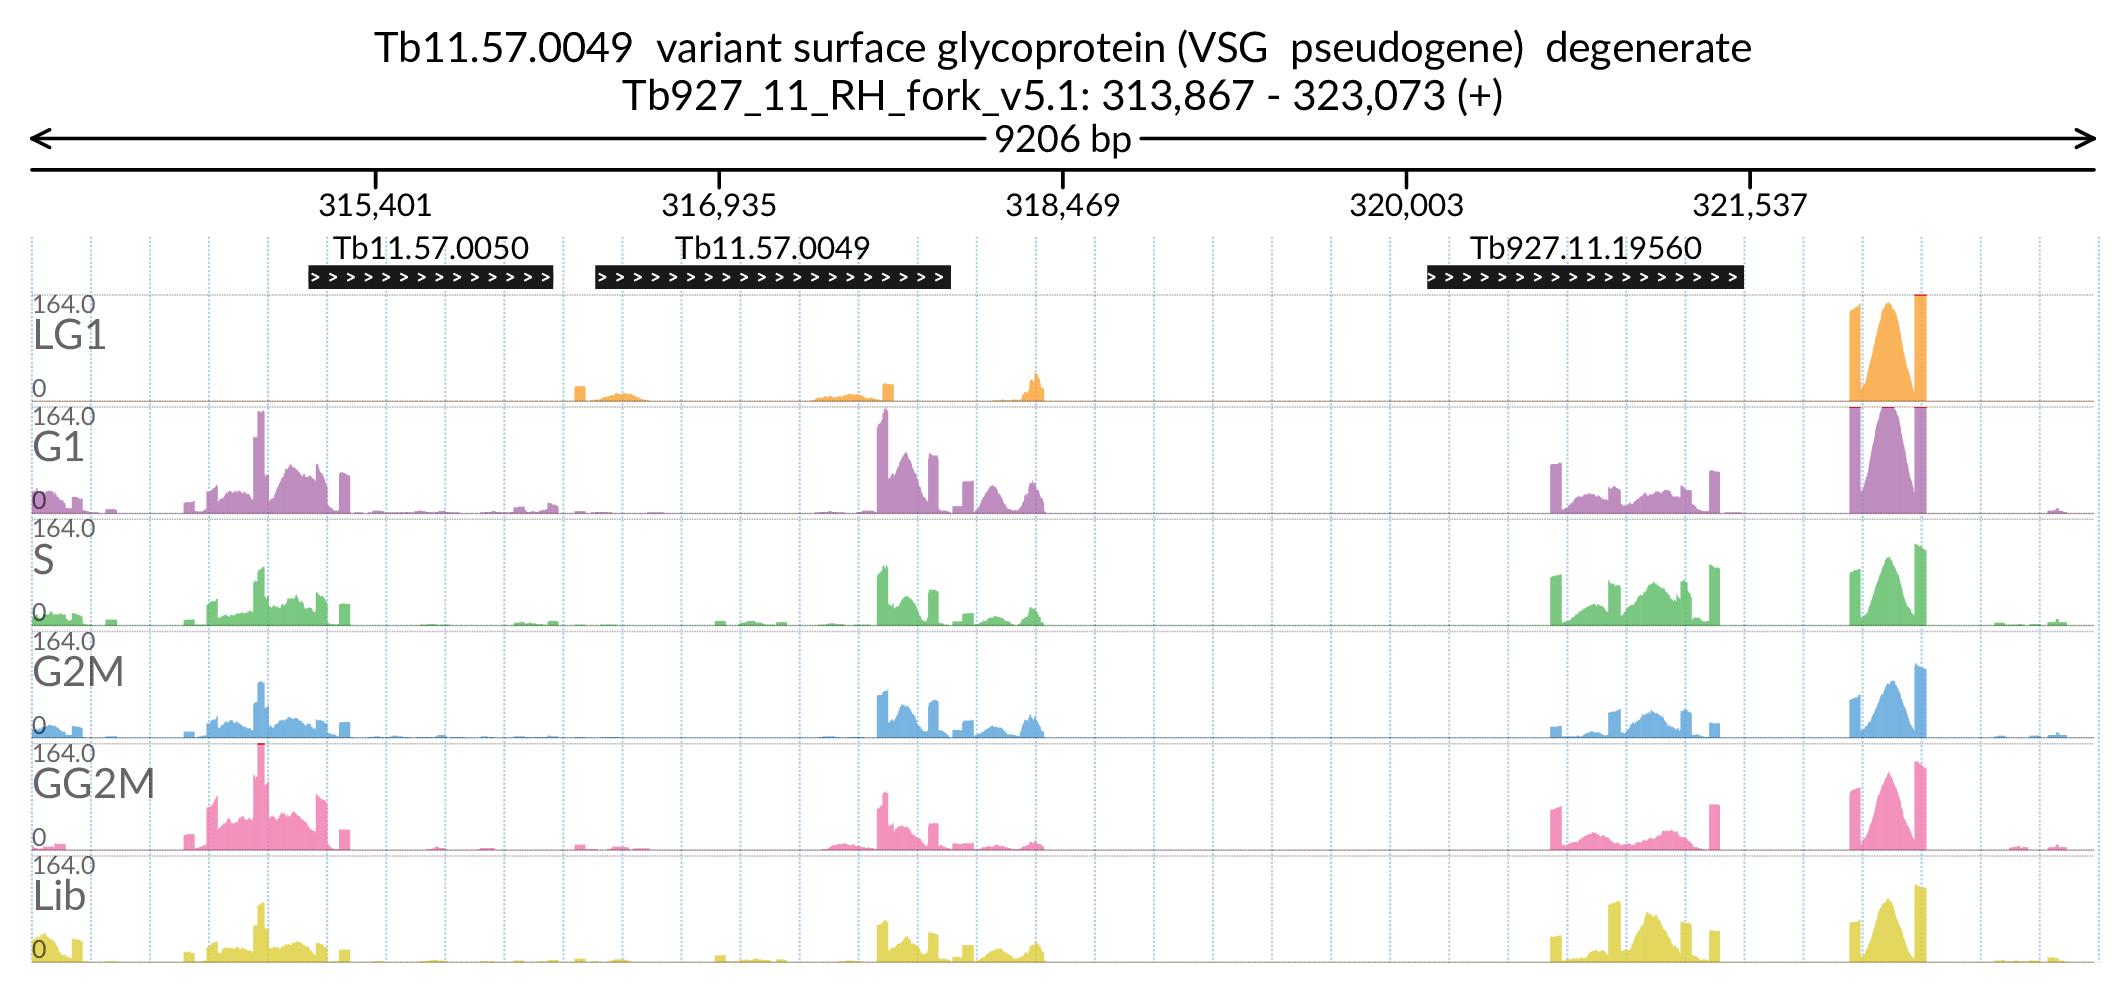 Tb11.57.0049 variant surface glycoprotein (VSG pseudogene) degenerate
Tb927_11_RH_fork_v5.1: 313,867 - 323,073 (+)
9206 bp
315,401 316,935 318,469 320,003 321,537
Tb11.57.0050 Tb11.57.0049 Tb927.11.19560
164.0
LG1
0
164.0
G1
0
164.0
S
0
164.0
G2M
0
164.0
GG2M
0
164.0
Lib
0